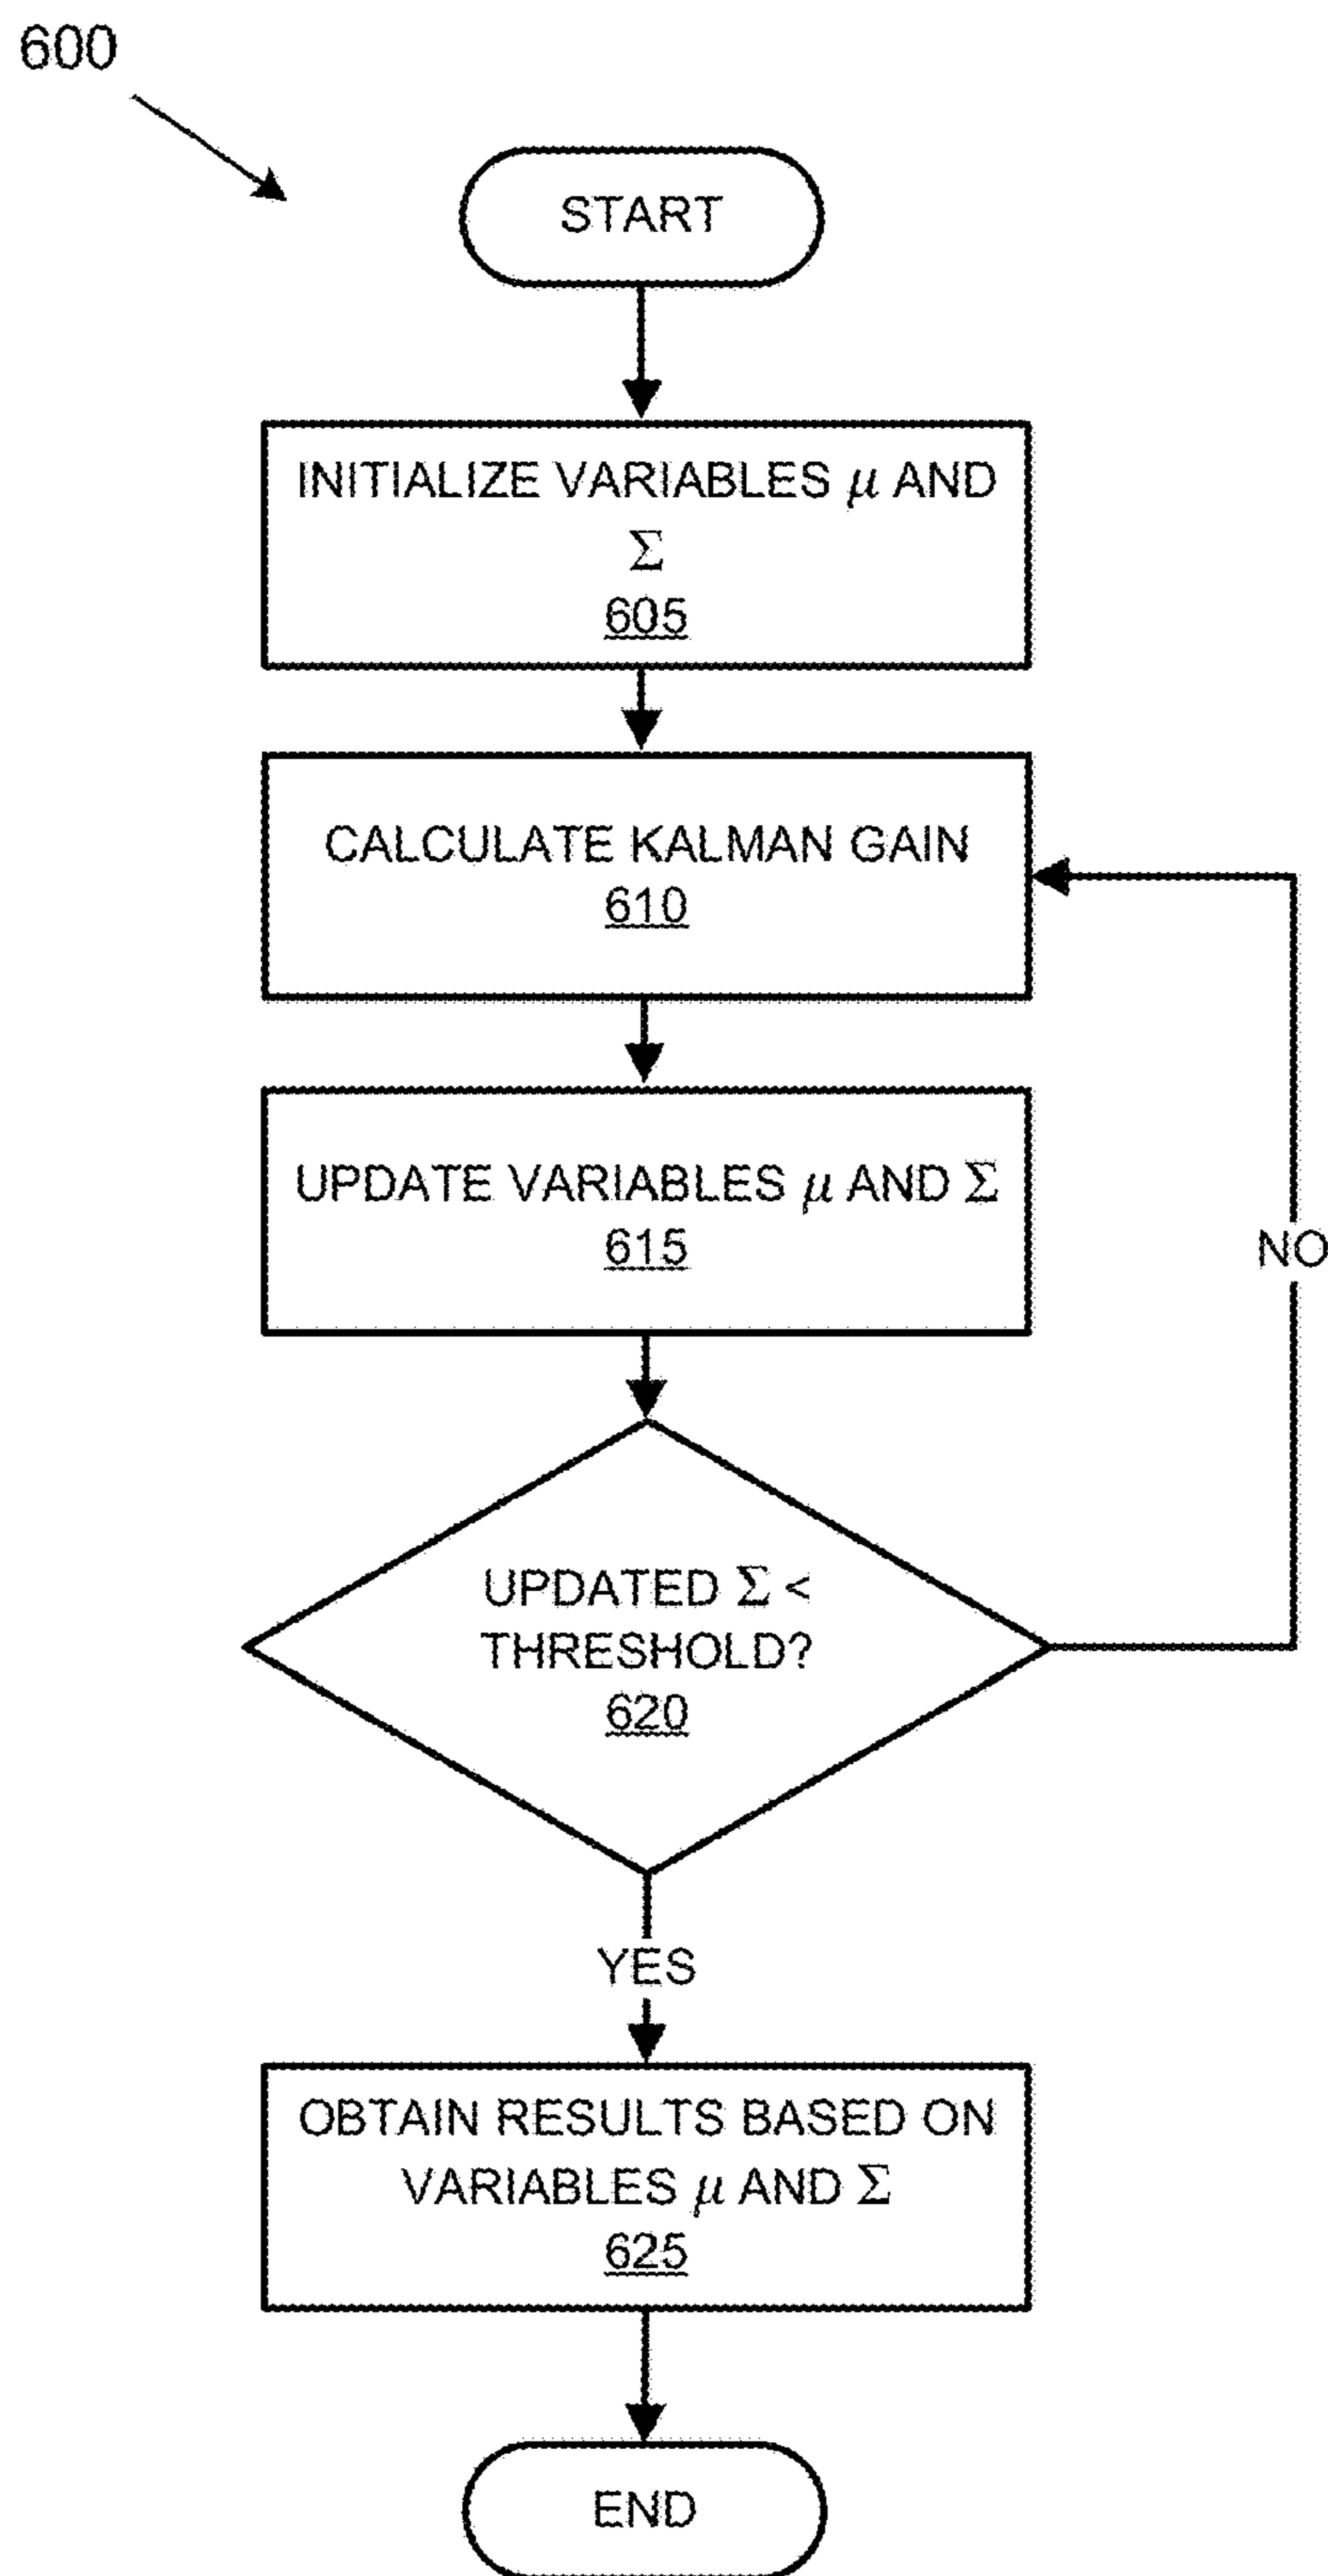 600
START
INITIALIZE VARIABLES μ AND
Σ
605
CALCULATE KALMAN GAIN
610
UPDATE VARIABLES μ AND Σ
615
NO
UPDATED Σ <
THRESHOLD?
620
YES
OBTAIN RESULTS BASED ON
VARIABLES μ AND Σ
625
END